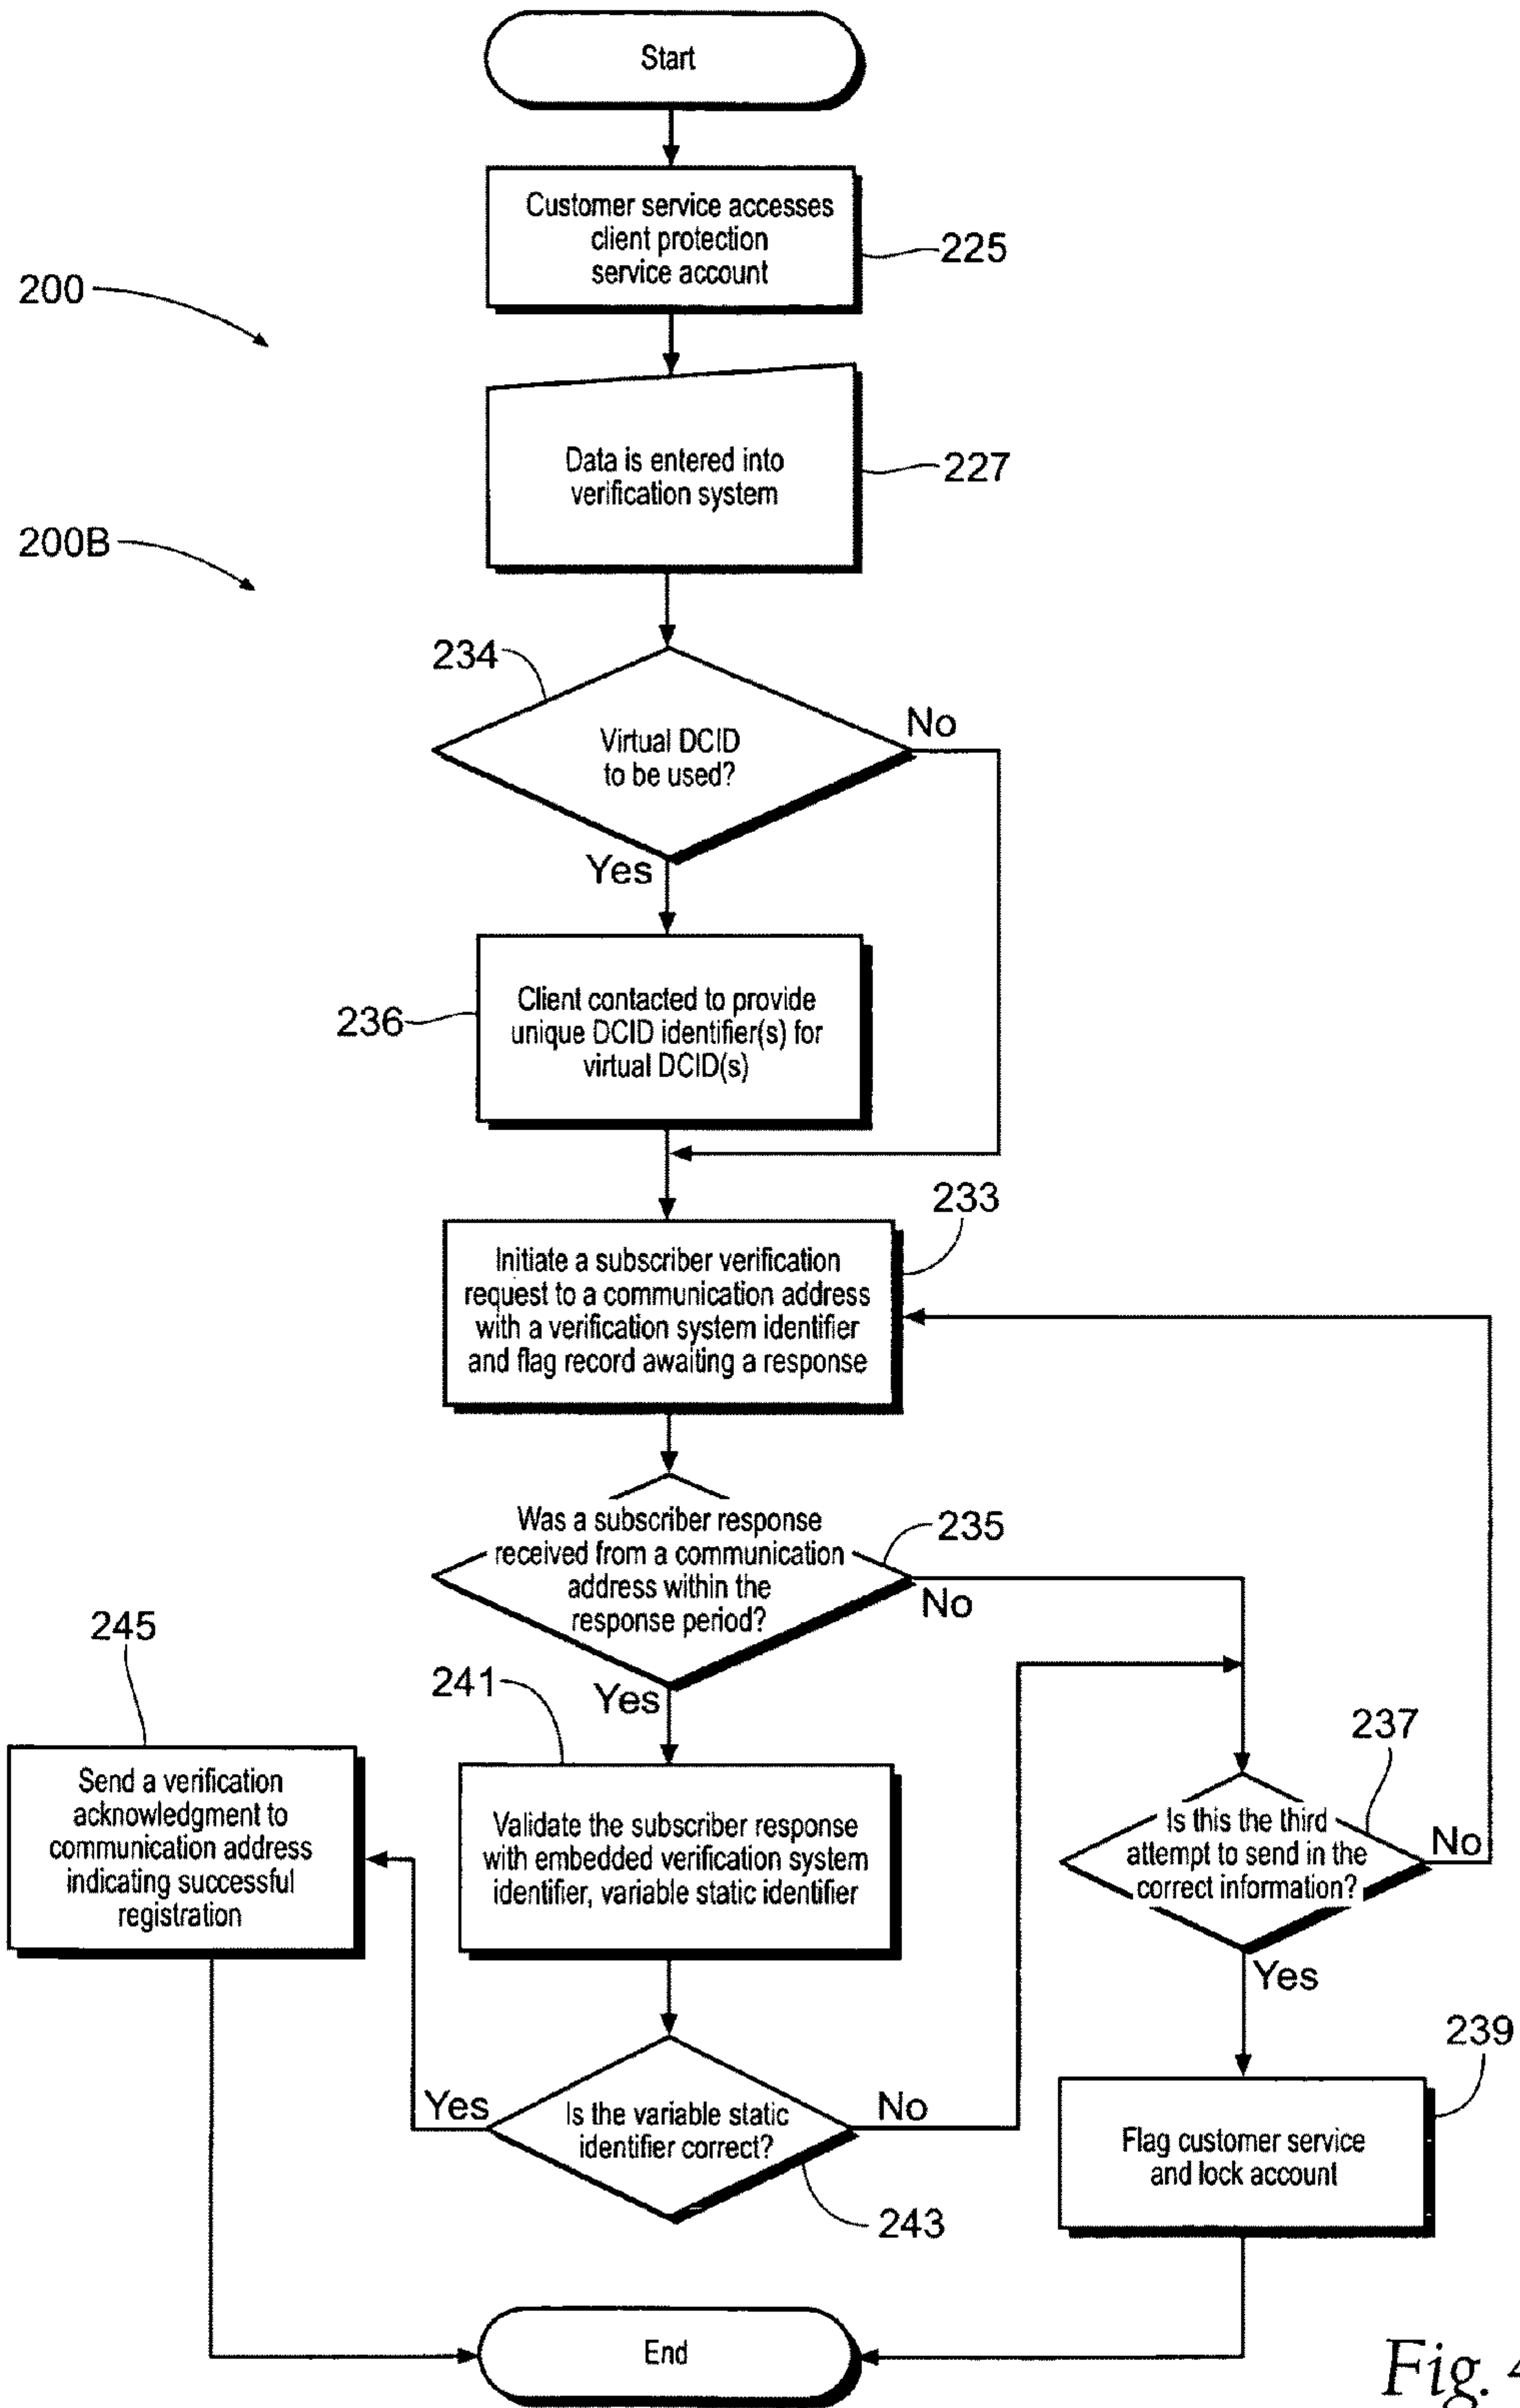 Start
Customer service accesses
client protection
service account
225
200
Data is entered into
verification system
227
200B
234
Virtual DCID
to be used?
No
Yes
Client contacted to provide
unique DCID identifier(s) for
virtual DCID(s)
236
233
Initiate a subscriber verification
request to a communication address
with a verification system identifier
and flag record awaiting a response
Was a subscriber response
received from a communication
address within the
response period?
235
No
Yes
245
241
237
Send a verification
acknowledgment to
communication address
indicating successful
registration
Validate the subscriber response
with embedded verification system
identifier, variable static identifier
Is this the third
attempt to send in the
correct information?
No
Yes
239
Yes
Is the variable static
identifier correct?
No
243
Flag customer service
and lock account
End
Fig. 4